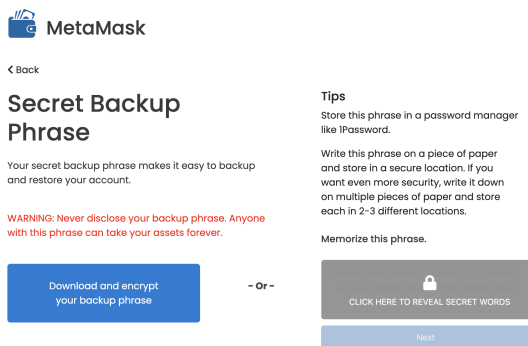 MetaMask
Back
Secret Backup
Phrase
Your secret backup phrase makes it easy to backup
and restore your account.
WARNING: Never disclose your backup phrase. Anyone
with this phrase can take your assets forever.
Download and encrypt
your backup phrase
- Or -
Tips
Store this phrase in a password manager
like 1Password.
Write this phrase on a piece of paper
and store in a secure location. If you
want even more security, write it down
on multiple pieces of paper and store
each in 2-3 different locations.
Memorize this phrase.
CLICK HERE TO REVEAL SECRET WORDS
Next